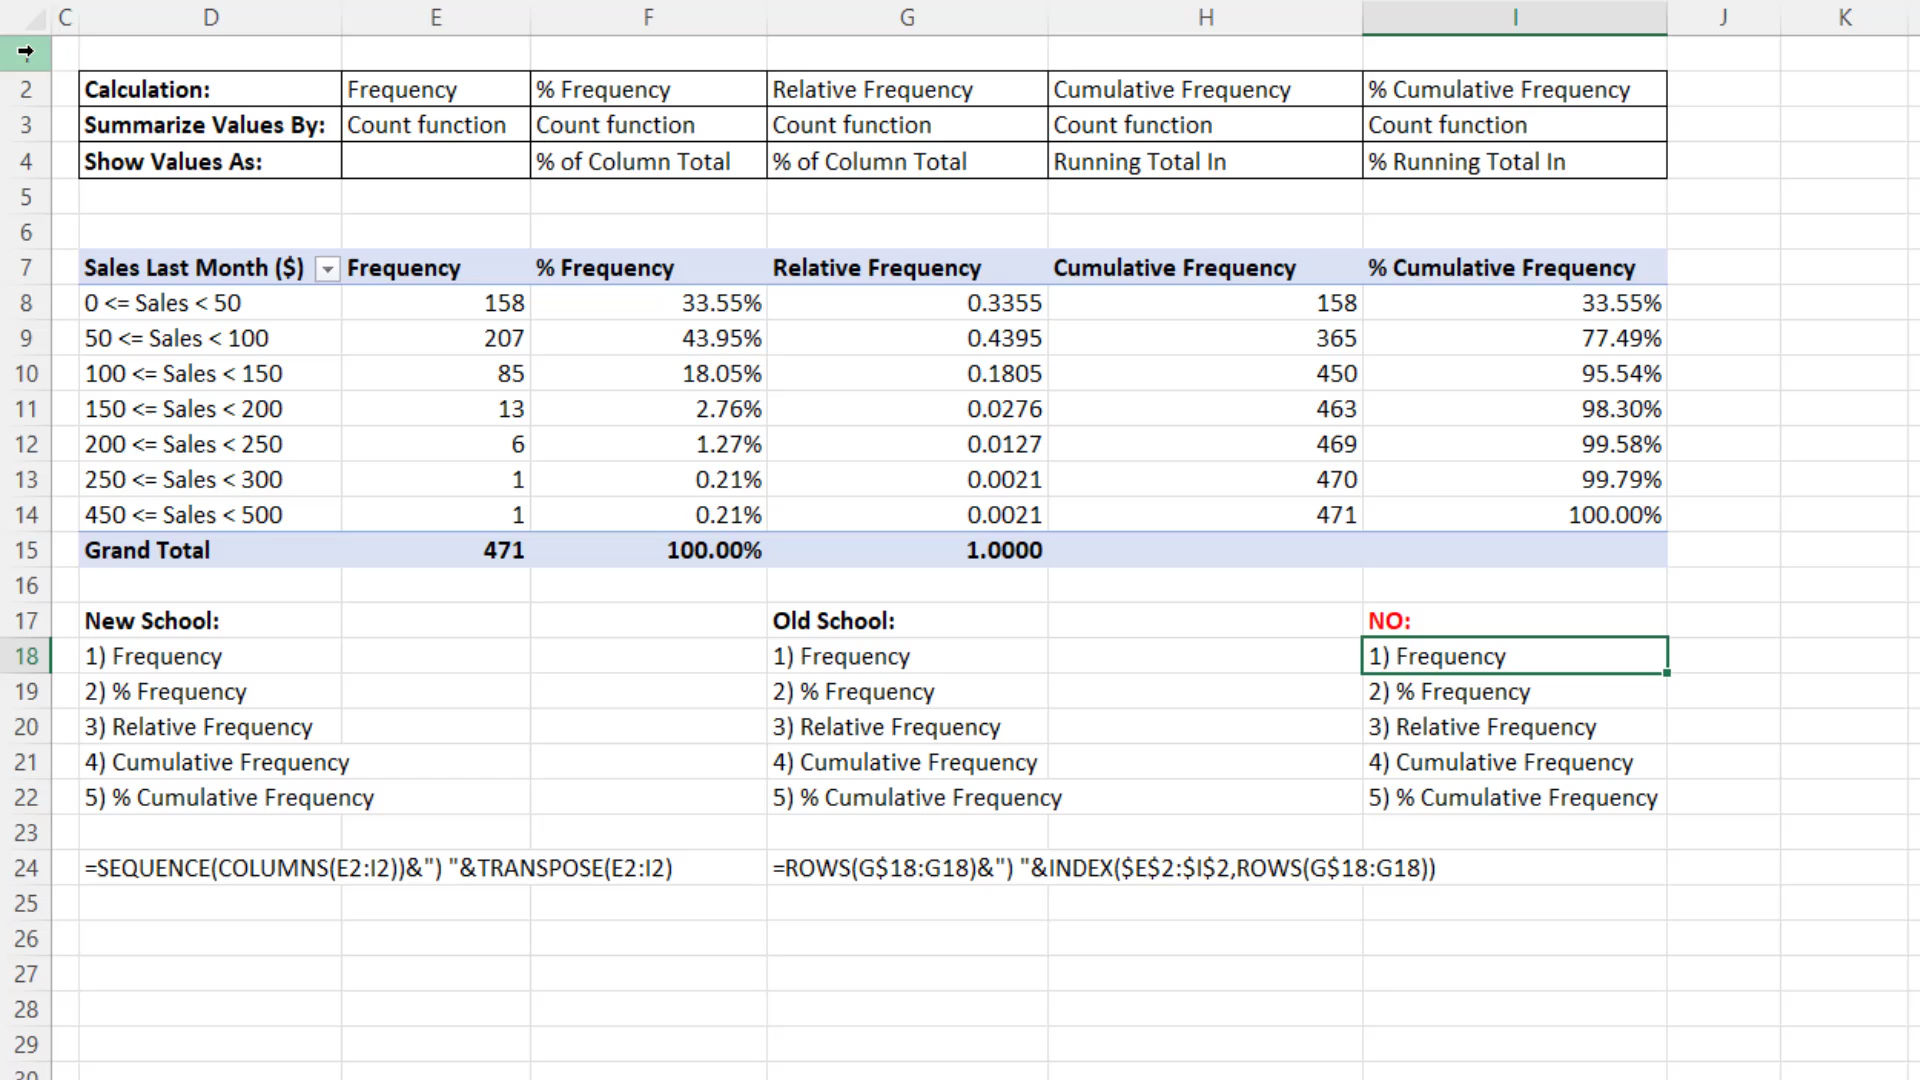 C D E F G H I J K
2 Calculation: Frequency % Frequency Relative Frequency Cumulative Frequency % Cumulative Frequency
3 Summarize Values By: Count function Count function Count function Count function Count function
4 Show Values As: % of Column Total % of Column Total Running Total In % Running Total In
5
6
7 Sales Last Month ($) Frequency % Frequency Relative Frequency Cumulative Frequency % Cumulative Frequency
8 0 <= Sales < 50 158 33.55% 0.3355 158 33.55%
9 50 <= Sales < 100 207 43.95% 0.4395 365 77.49%
10 100 <= Sales < 150 85 18.05% 0.1805 450 95.54%
11 150 <= Sales < 200 13 2.76% 0.0276 463 98.30%
12 200 <= Sales < 250 6 1.27% 0.0127 469 99.58%
13 250 <= Sales < 300 1 0.21% 0.0021 470 99.79%
14 450 <= Sales < 500 1 0.21% 0.0021 471 100.00%
15 Grand Total 471 100.00% 1.0000
16
17 New School: Old School: NO:
18 1) Frequency 1) Frequency 1) Frequency
19 2) % Frequency 2) % Frequency 2) % Frequency
20 3) Relative Frequency 3) Relative Frequency 3) Relative Frequency
21 4) Cumulative Frequency 4) Cumulative Frequency 4) Cumulative Frequency
22 5) % Cumulative Frequency 5) % Cumulative Frequency 5) % Cumulative Frequency
23
24 =SEQUENCE(COLUMNS(E2:I2))&") "&TRANSPOSE(E2:I2) =ROWS(G$18:G18)&") "&INDEX($E$2:$I$2,ROWS(G$18:G18))
25
26
27
28
29
30